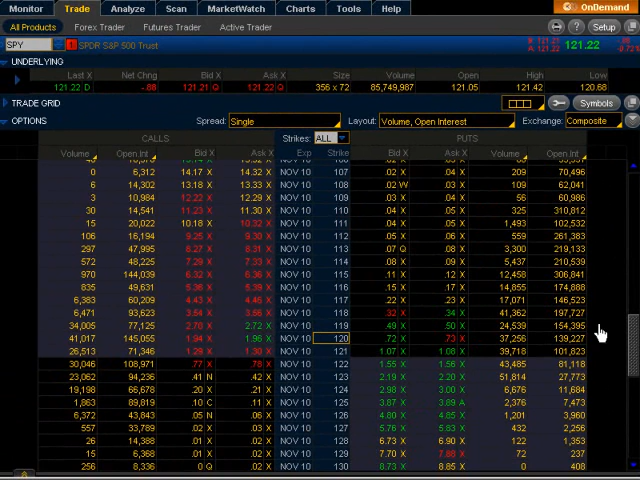 Monitor Trade Analyze Scan MarketWatch Charts Tools Help OnDemand
All Products Forex Trader Futures Trader Active Trader Setup
SPY SPDR S&P 500 Trust 121.22
UNDERLYING
Last X Net Chng Bid X Ask X Size Volume Open High Low
121.22 D -.88 121.21 Q 121.22 Q 356 x 72 85,749,987 121.05 121.42 120.68
TRADE GRID Symbols
OPTIONS Spread: Single Layout: Volume, Open Interest Exchange: Composite
CALLS Strikes: ALL PUTS
Volume Open.Int Bid X Ask X Exp Strike Bid X Ask X Volume Open.Int
0 6,312 14.17 X 14.32 X NOV 10 107 .02 X .04 X 209 70,496
6 14,302 13.18 X 13.33 X NOV 10 108 .02 W .03 X 109 62,041
3 10,984 12.22 X 12.29 X NOV 10 109 .03 X .04 X 56 60,986
30 14,541 11.23 X 11.30 X NOV 10 110 .04 X .05 X 325 310,812
15 20,022 10.18 X 10.32 X NOV 10 111 .04 X .05 X 1,493 102,532
106 16,194 9.25 X 9.30 X NOV 10 112 .05 X .06 X 559 261,383
297 47,995 8.27 X 8.31 X NOV 10 113 .07 Q .08 X 3,300 219,133
572 48,225 7.29 X 7.33 X NOV 10 114 .08 X .09 X 5,437 210,539
970 144,039 6.32 X 6.36 X NOV 10 115 .11 X .12 X 12,458 306,841
835 49,631 5.36 X 5.39 X NOV 10 116 .15 X .16 X 14,855 174,888
6,383 60,209 4.43 X 4.46 X NOV 10 117 .22 X .23 X 17,071 146,523
6,471 93,623 3.54 X 3.56 X NOV 10 118 .32 X .34 X 41,362 197,727
34,005 77,125 2.70 X 2.72 X NOV 10 119 .49 X .50 X 24,539 154,395
41,017 145,055 1.94 X 1.96 X NOV 10 120 .72 X .73 X 37,256 139,227
26,513 71,346 1.29 X 1.30 X NOV 10 121 1.07 X 1.08 X 39,718 101,823
30,046 108,971 .77 X .78 X NOV 10 122 1.55 X 1.56 X 43,485 81,118
23,062 94,236 .41 N .42 X NOV 10 123 2.19 X 2.20 X 51,814 27,773
19,198 66,678 .20 X .21 X NOV 10 124 2.98 X 3.00 X 6,676 11,684
1,863 89,819 .10 C .11 X NOV 10 125 3.87 X 3.89 A 2,376 7,473
6,372 43,843 .05 N .06 X NOV 10 126 4.80 X 4.85 X 1,201 3,960
557 33,789 .02 X .03 X NOV 10 127 5.76 X 5.83 X 432 2,256
26 14,388 .01 X .02 X NOV 10 128 6.73 X 6.90 X 122 1,353
15 6,368 .01 X .02 X NOV 10 129 7.70 X 7.88 X 72 237
256 8,336 0 Q .02 X NOV 10 130 8.73 X 8.85 X 0 408